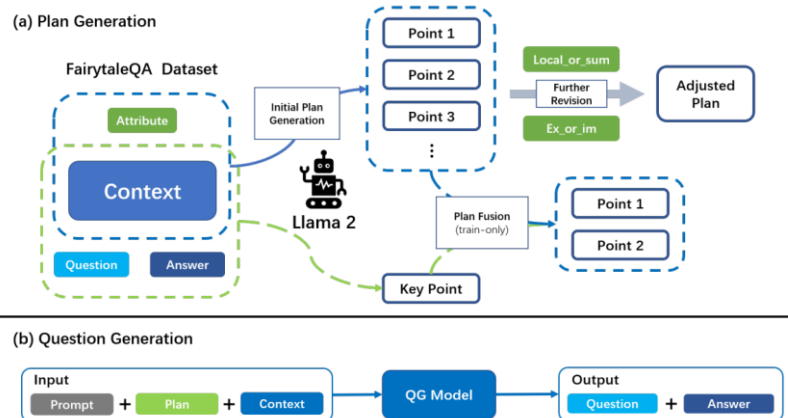 (a) Plan Generation
FairytaleQA Dataset
Attribute
Context
Question
Answer
Initial Plan
Generation
Llama 2
Point 1
Point 2
Point 3
...
Local_or_sum
Further
Revision
Ex_or_im
Adjusted
Plan
Plan Fusion
(train-only)
Key Point
Point 1
Point 2
(b) Question Generation
Input
Prompt + Plan + Context
QG Model
Output
Question + Answer